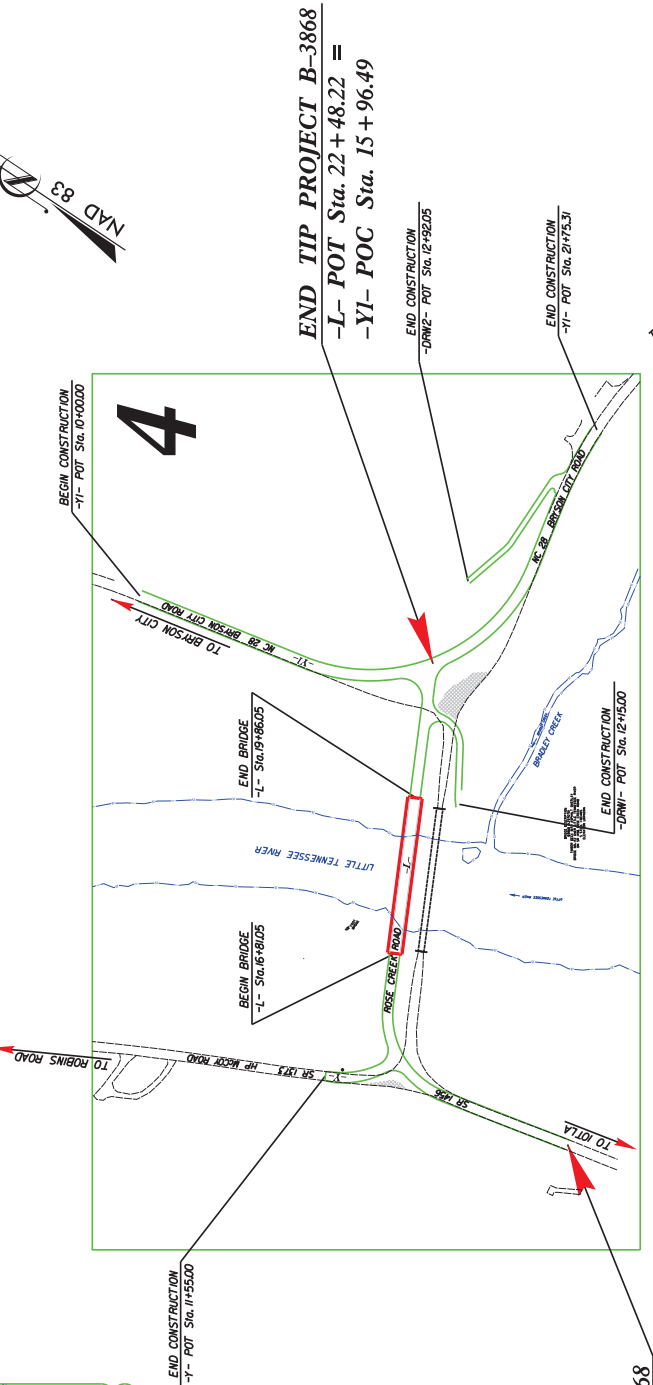 NAD 83
END TIP PROJECT B-3868
-L- POT Sta. 22+48.22 =
-Y1- POC Sta. 15+96.49
BEGIN CONSTRUCTION
-Y1- POT Sta. 10+00.00
4
END CONSTRUCTION
-DRW2- POT Sta. 12+92.05
END CONSTRUCTION
-Y1- POT Sta. 21+75.31
TO BRYSON CITY
NC 28 BRYSON CITY ROAD
-Y1-
NC 28 BRYSON CITY ROAD
END BRIDGE
-L- Sta.19+86.05
BEGIN BRIDGE
-L- Sta.16+81.05
LITTLE TENNESSEE RIVER
-L-
ROSE CREEK ROAD
BRADLEY CREEK
END CONSTRUCTION
-DRW1- POT Sta. 12+15.00
LITTLE TENNESSEE RIVER
TO ROBINS ROAD
SR 1373 HP McCOY ROAD
-Y-
SR 1456
TO IOTLA
END CONSTRUCTION
-Y- POT Sta. 11+55.00
68